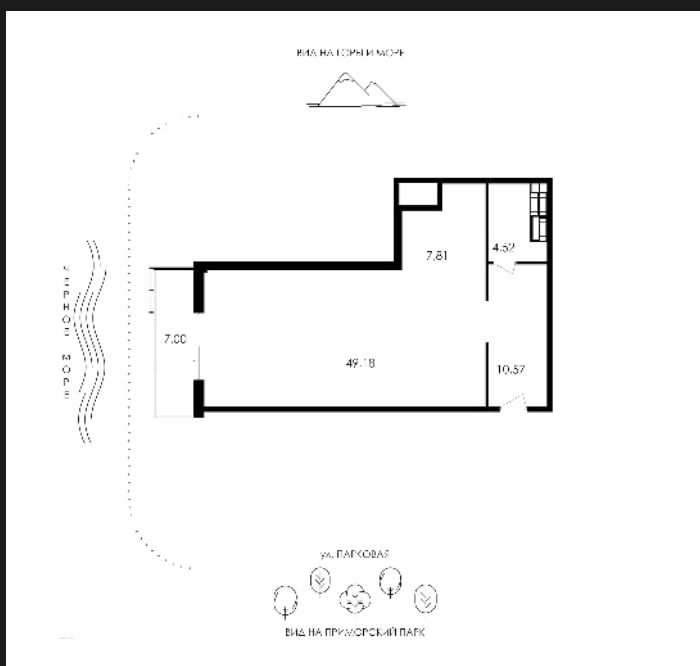 ВИД НА ГОРЫ И МОРЕ
7.81
4.52
ЧЕРНОЕ МОРЕ
7.00
49.18
10.57
ул. ПАРКОВАЯ
ВИД НА ПРИМОРСКИЙ ПАРК